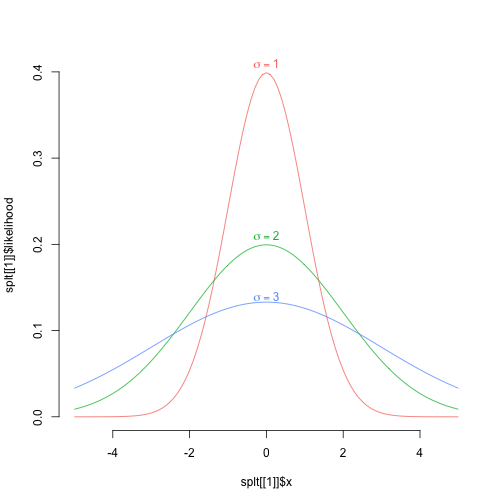 σ = 1
0.4
0.3
σ = 2
0.2
σ = 3
0.1
0.0
splt[[1]]$likelihood
-4 -2 0 2 4
splt[[1]]$x